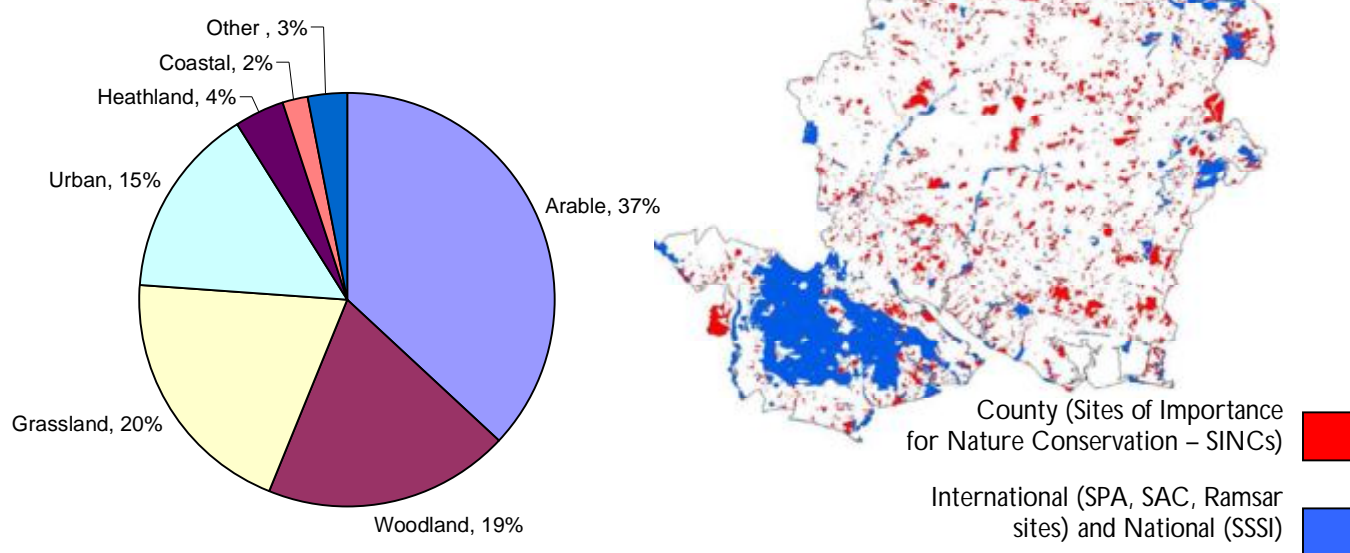 Other , 3%
Coastal, 2%
Heathland, 4%
Urban, 15%
Arable, 37%
Grassland, 20%
Woodland, 19%
County (Sites of Importance
for Nature Conservation – SINCs)
International (SPA, SAC, Ramsar
sites) and National (SSSI)